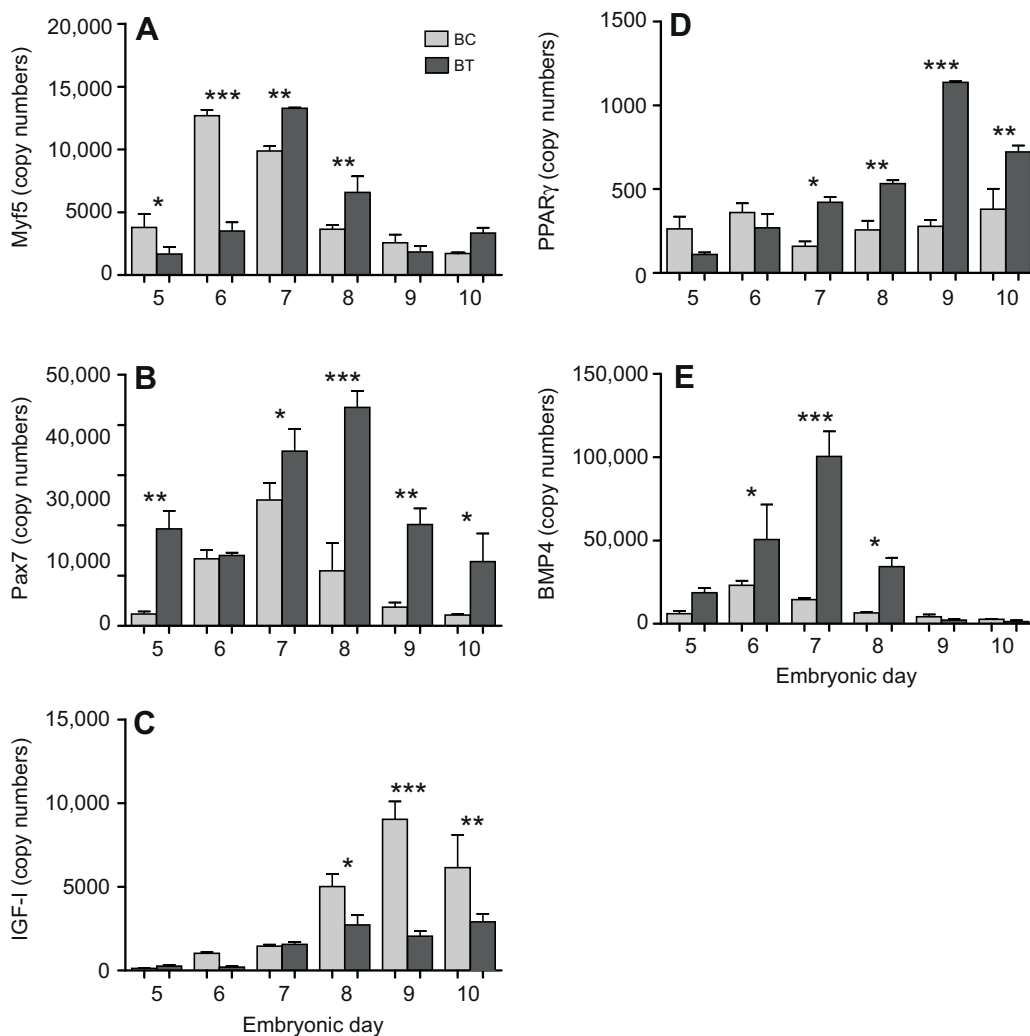 A
Myf5 (copy numbers)
20,000
15,000
10,000
5000
0
BC
BT
* *** ** **
5 6 7 8 9 10
B
Pax7 (copy numbers)
50,000
30,000
10,000
** * *** ** *
5 6 7 8 9 10
C
IGF-I (copy numbers)
15,000
10,000
5000
0
* *** **
5 6 7 8 9 10
Embryonic day
D
PPARγ (copy numbers)
1500
1000
500
0
* ** *** **
5 6 7 8 9 10
E
BMP4 (copy numbers)
150,000
100,000
50,000
0
* *** *
5 6 7 8 9 10
Embryonic day